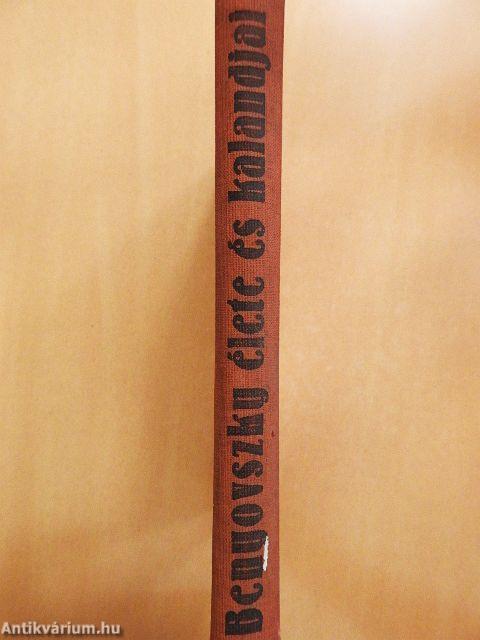 Benyovszky élete és kalandjai
Antikvárium.hu